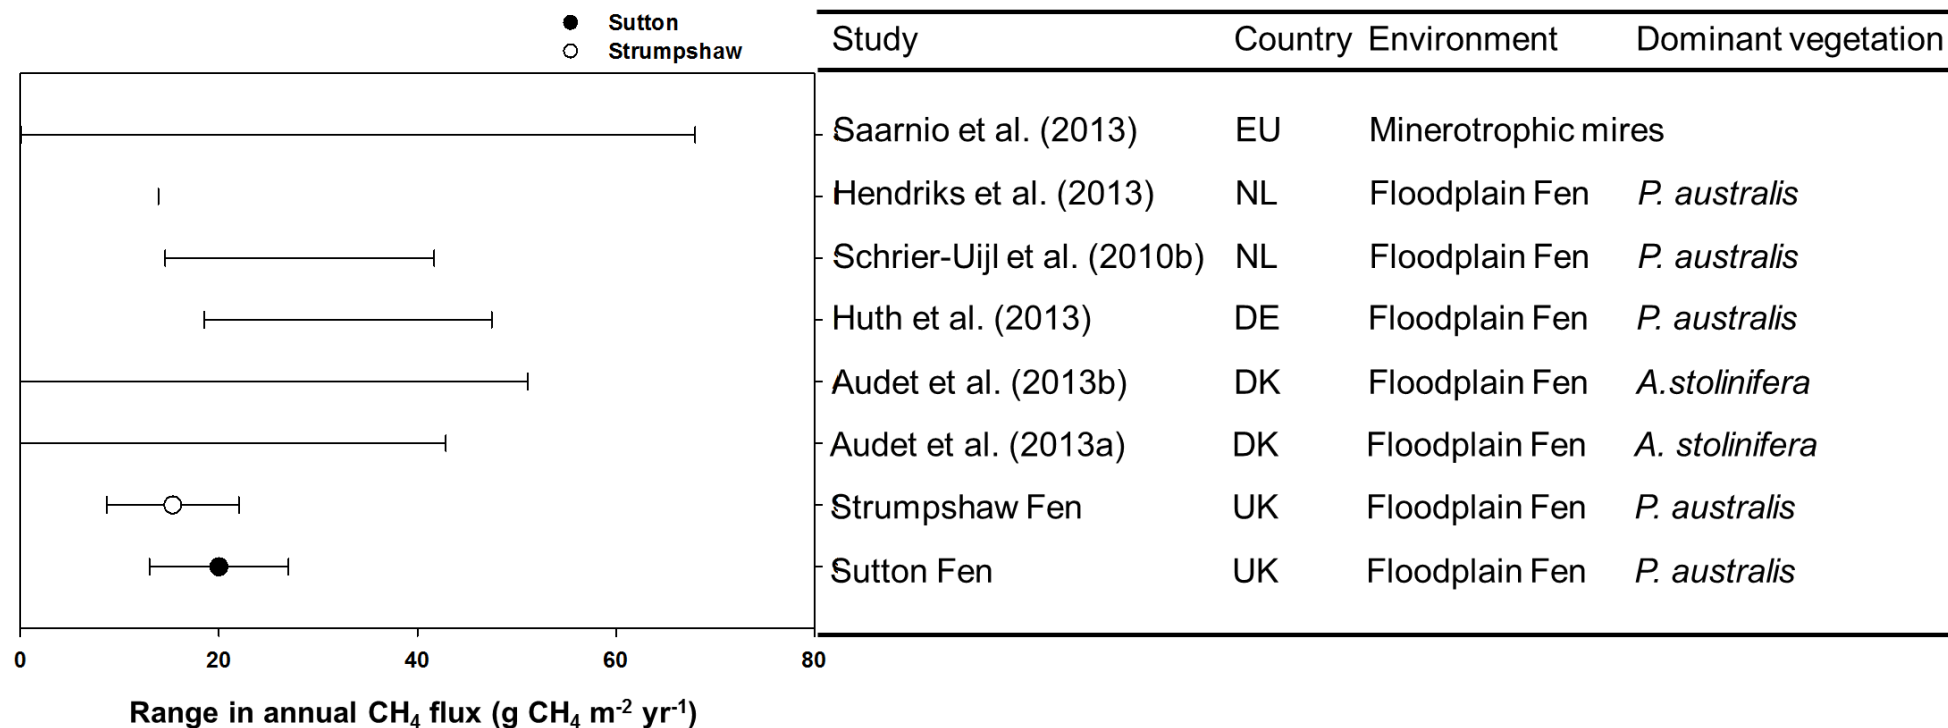 Sutton
Strumpshaw
Study Country Environment Dominant vegetation
Saarnio et al. (2013) EU Minerotrophic mires
Hendriks et al. (2013) NL Floodplain Fen P. australis
Schrier-Uijl et al. (2010b) NL Floodplain Fen P. australis
Huth et al. (2013) DE Floodplain Fen P. australis
Audet et al. (2013b) DK Floodplain Fen A.stolinifera
Audet et al. (2013a) DK Floodplain Fen A. stolinifera
Strumpshaw Fen UK Floodplain Fen P. australis
Sutton Fen UK Floodplain Fen P. australis
0 20 40 60 80
Range in annual CH₄ flux (g CH₄ m⁻² yr⁻¹)